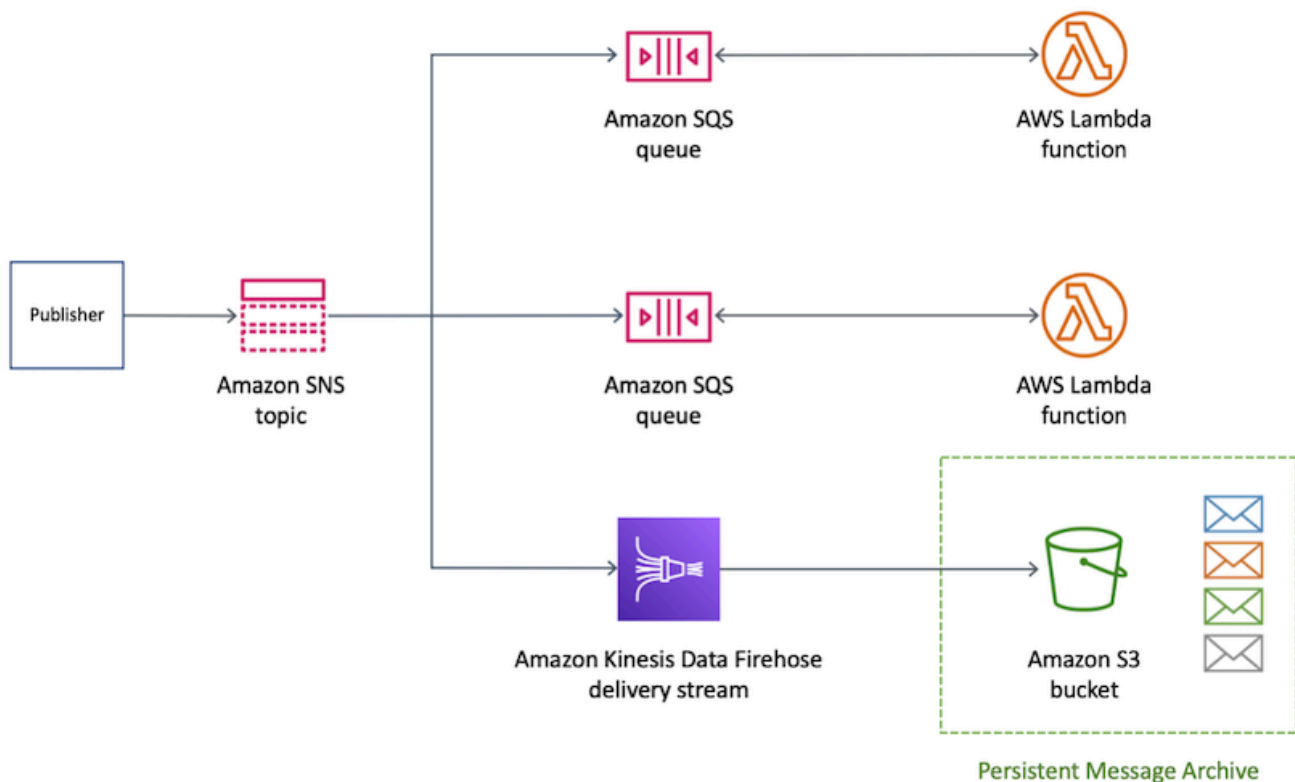 Amazon SQS
queue
AWS Lambda
function
Publisher
Amazon SNS
topic
Amazon SQS
queue
AWS Lambda
function
Amazon Kinesis Data Firehose
delivery stream
Amazon S3
bucket
Persistent Message Archive